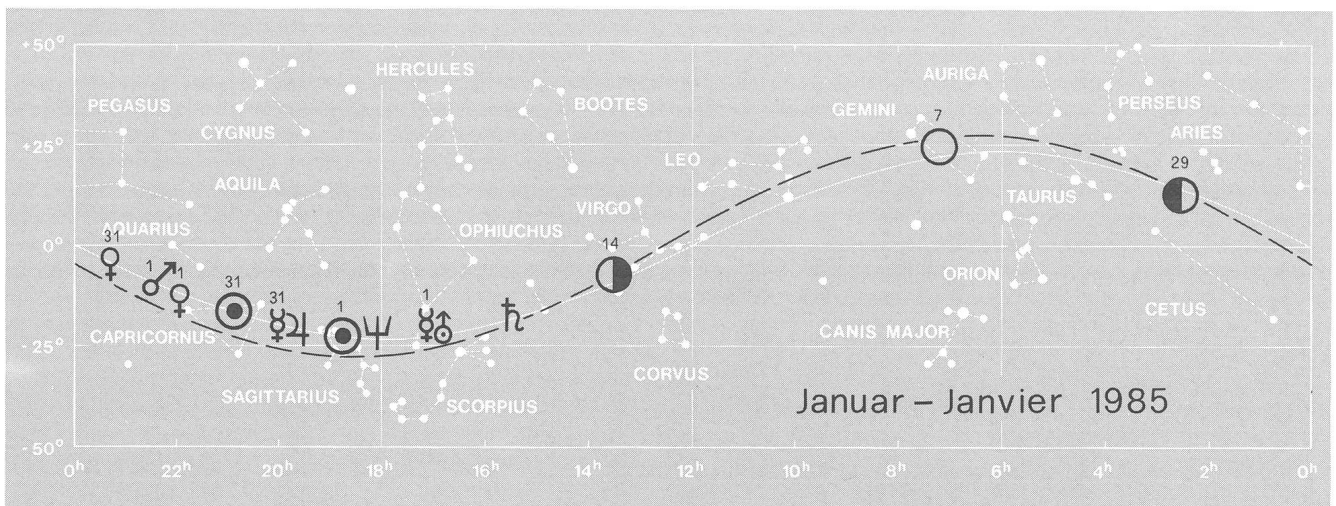 +50°
HERCULES
AURIGA
PEGASUS
CYGNUS
BOOTES
GEMINI
7
PERSEUS
+25°
LEO
ARIES
29
AQUILA
TAURUS
VIRGO
AQUARIUS
OPHIUCHUS
31
14
0°
1 1
31
31
1
1
ORION
CETUS
CAPRICORNUS
CANIS MAJOR
-25°
CORVUS
SAGITTARIUS
SCORPIUS
Januar – Janvier 1985
-50°
0h 22h 20h 18h 16h 14h 12h 10h 8h 6h 4h 2h 0h